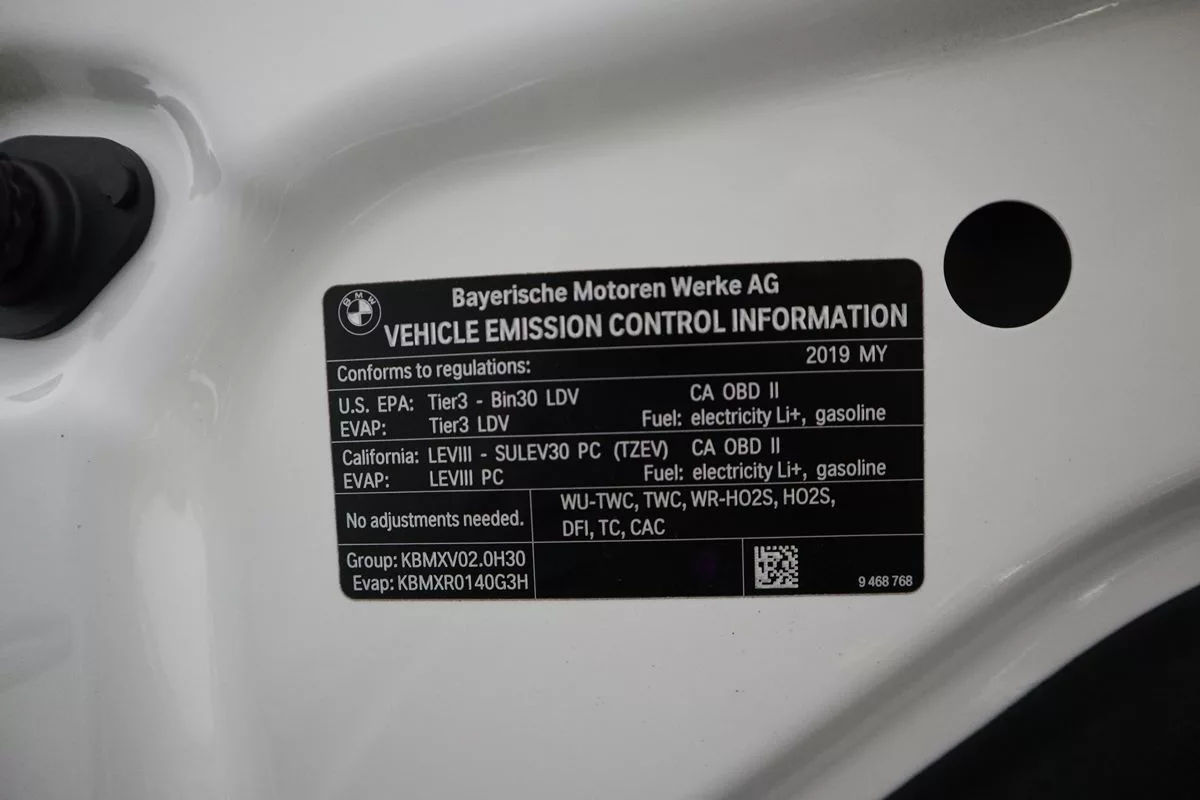 BMW
Bayerische Motoren Werke AG
VEHICLE EMISSION CONTROL INFORMATION
Conforms to regulations: 2019 MY
U.S. EPA: Tier3 - Bin30 LDV CA OBD II
EVAP: Tier3 LDV Fuel: electricity Li+, gasoline
California: LEVIII - SULEV30 PC (TZEV) CA OBD II
EVAP: LEVIII PC Fuel: electricity Li+, gasoline
No adjustments needed.
WU-TWC, TWC, WR-HO2S, HO2S,
DFI, TC, CAC
Group: KBMXV02.0H30
Evap: KBMXR0140G3H
9 468 768